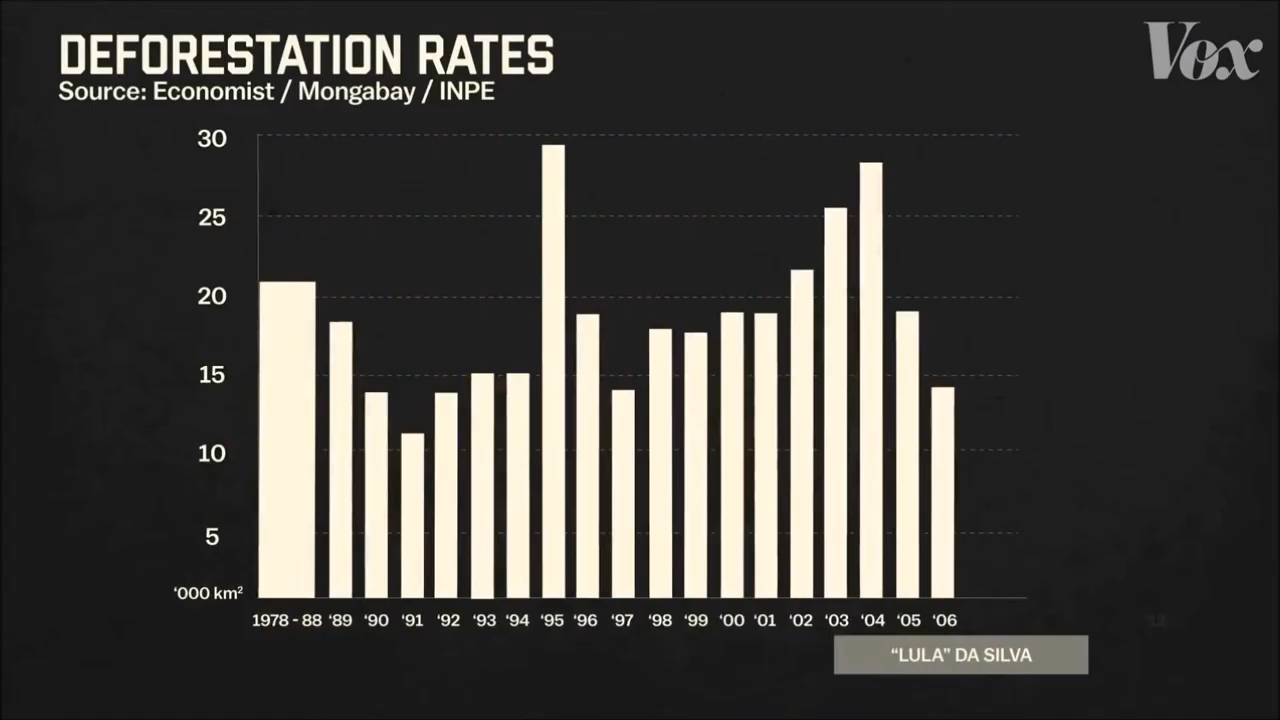 DEFORESTATION RATES
Vox
Source: Economist / Mongabay / INPE
30
25
20
15
10
5
‘000 km²
1978 - 88 ‘89 ‘90 ‘91 ‘92 ‘93 ‘94 ‘95 ‘96 ‘97 ‘98 ‘99 ‘00 ‘01 ‘02 ‘03 ‘04 ‘05 ‘06
“LULA” DA SILVA